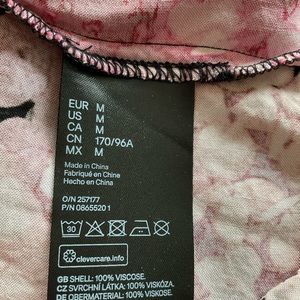 EUR M
US M
CA M
CN 170/96A
MX M
Made in China
Fabriqué en Chine
Hecho en China
O/N 257177
P/N 0865520 1
30
clevercare.info
GB SHELL: 100% VISCOSE.
CZ SVRCHNÍ LÁTKA: 100% VISKÓZA.
DE OBERMATERIAL: 100% VISKOSE